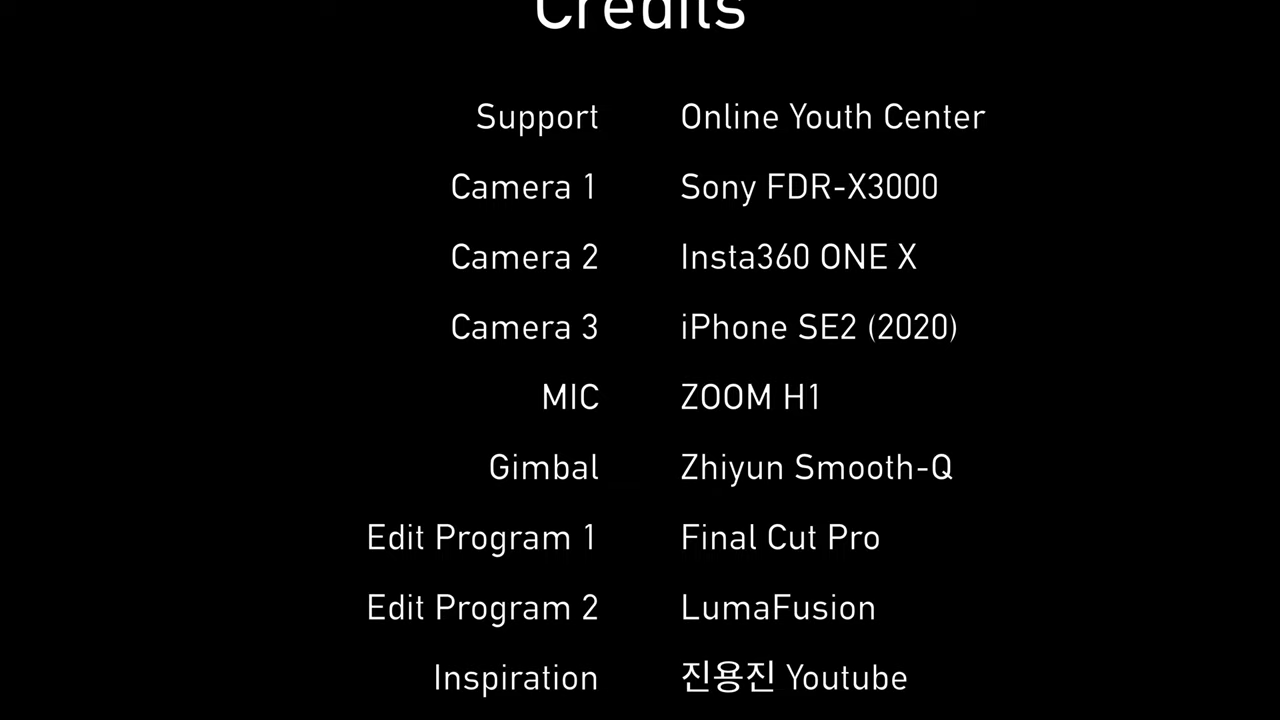 Credits
Support Online Youth Center
Camera 1 Sony FDR-X3000
Camera 2 Insta360 ONE X
Camera 3 iPhone SE2 (2020)
MIC ZOOM H1
Gimbal Zhiyun Smooth-Q
Edit Program 1 Final Cut Pro
Edit Program 2 LumaFusion
Inspiration 진용진 Youtube